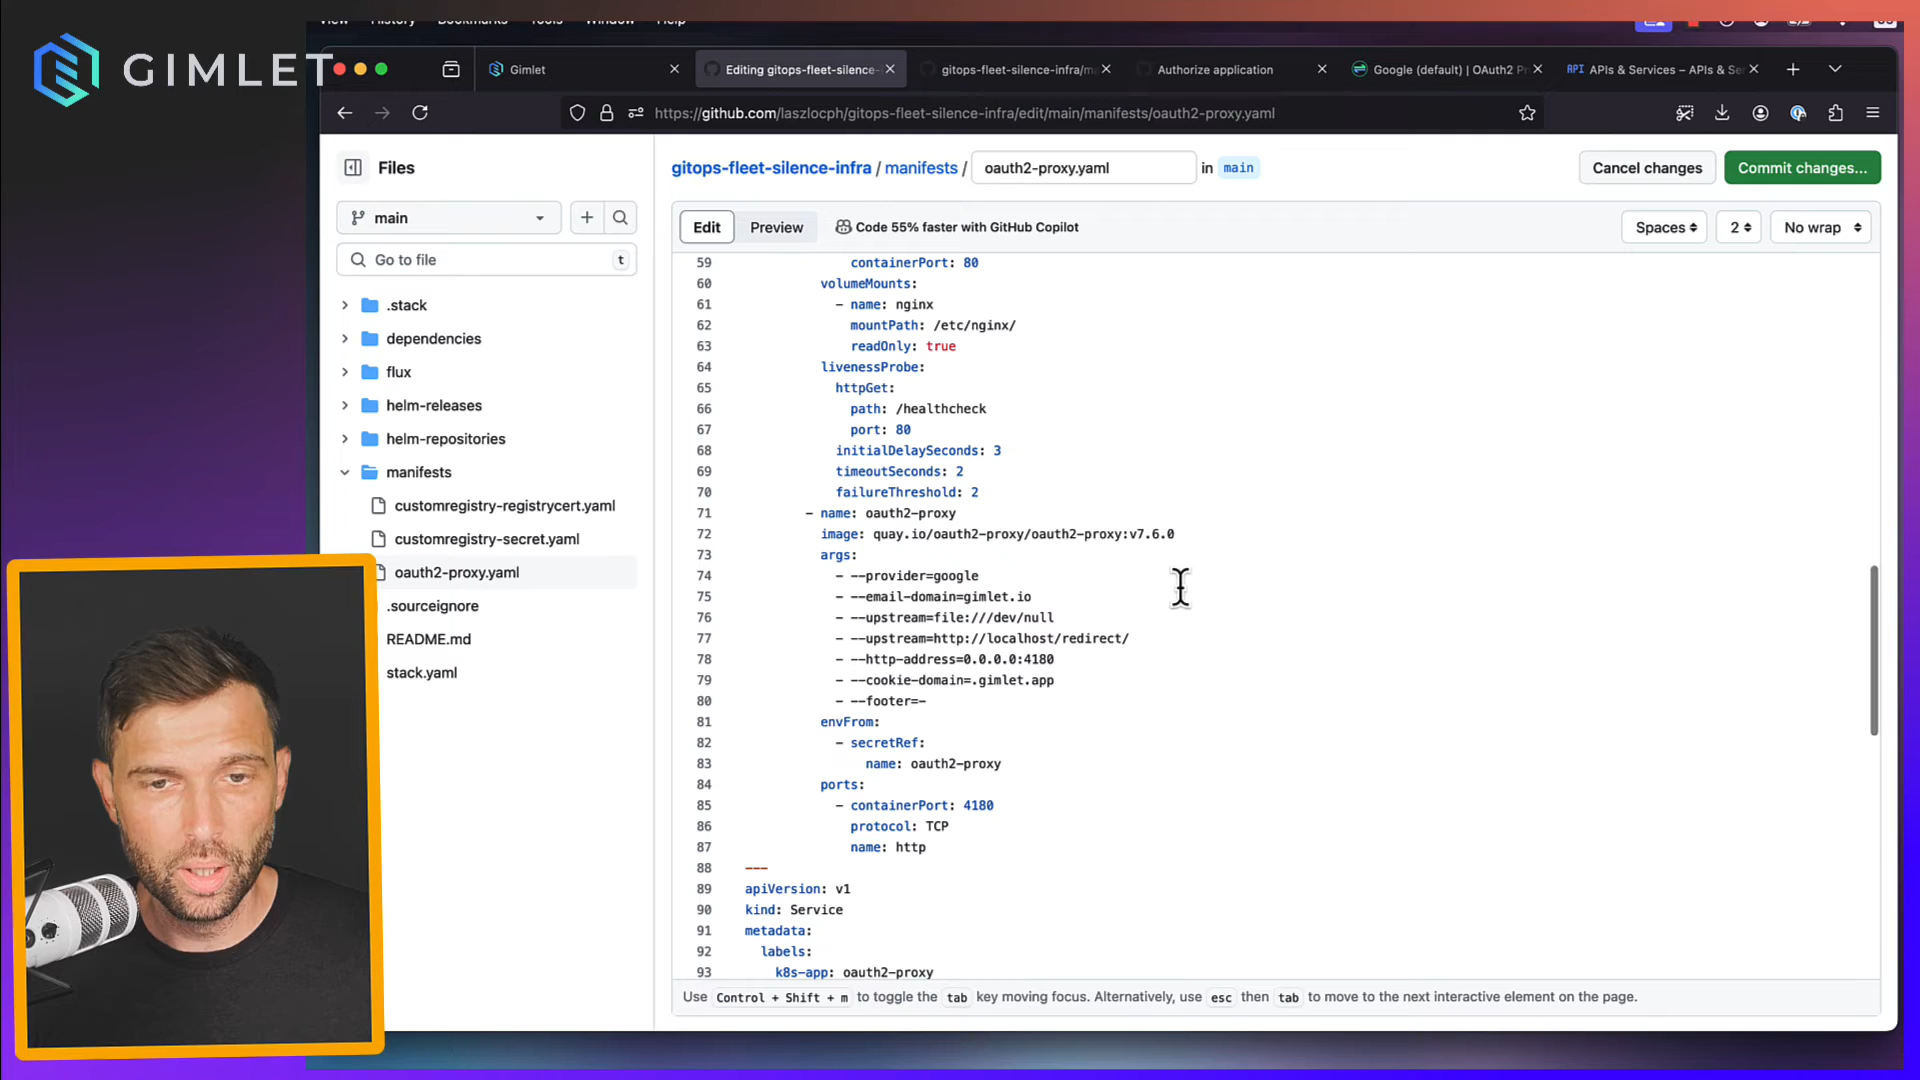 GIMLET
View History Bookmarks Tools Window Help
Gimlet
Editing gitops-fleet-silence-
gitops-fleet-silence-infra/m
Authorize application
Google (default) | OAuth2 P
API APIs & Services – APIs & Se
https://github.com/laszlocph/gitops-fleet-silence-infra/edit/main/manifests/oauth2-proxy.yaml
Files
main
Go to file
t
.stack
dependencies
flux
helm-releases
helm-repositories
manifests
customregistry-registrycert.yaml
customregistry-secret.yaml
oauth2-proxy.yaml
.sourceignore
README.md
stack.yaml
gitops-fleet-silence-infra / manifests / oauth2-proxy.yaml in main
Cancel changes
Commit changes...
Edit
Preview
Code 55% faster with GitHub Copilot
Spaces
2
No wrap
59 containerPort: 80
60 volumeMounts:
61 - name: nginx
62 mountPath: /etc/nginx/
63 readOnly: true
64 livenessProbe:
65 httpGet:
66 path: /healthcheck
67 port: 80
68 initialDelaySeconds: 3
69 timeoutSeconds: 2
70 failureThreshold: 2
71 - name: oauth2-proxy
72 image: quay.io/oauth2-proxy/oauth2-proxy:v7.6.0
73 args:
74 - --provider=google
75 - --email-domain=gimlet.io
76 - --upstream=file:///dev/null
77 - --upstream=http://localhost/redirect/
78 - --http-address=0.0.0.0:4180
79 - --cookie-domain=.gimlet.app
80 - --footer=-
81 envFrom:
82 - secretRef:
83 name: oauth2-proxy
84 ports:
85 - containerPort: 4180
86 protocol: TCP
87 name: http
88 ---
89 apiVersion: v1
90 kind: Service
91 metadata:
92 labels:
93 k8s-app: oauth2-proxy
Use Control + Shift + m to toggle the tab key moving focus. Alternatively, use esc then tab to move to the next interactive element on the page.